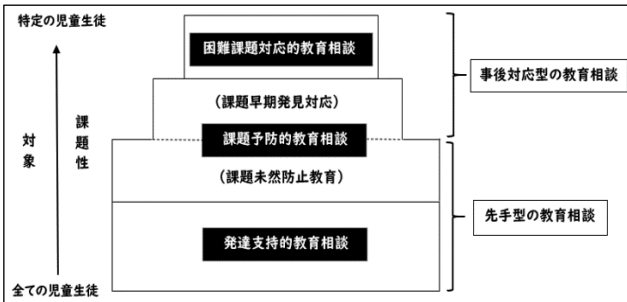 特定の児童生徒
困難課題対応的教育相談
事後対応型の教育相談
(課題早期発見対応)
対象
課題性
課題予防的教育相談
(課題未然防止教育)
先手型の教育相談
発達支持的教育相談
全ての児童生徒